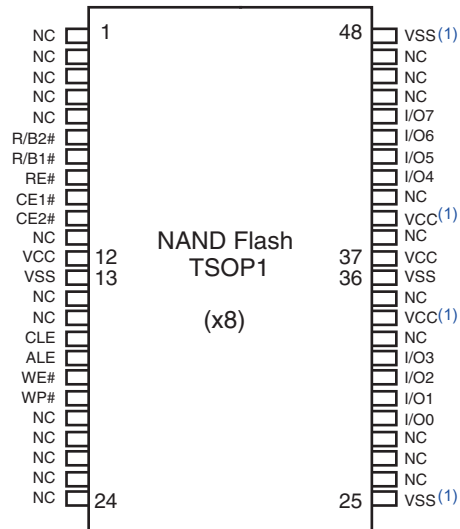 NC 1 48 VSS(1)
NC NC
NC NC
NC NC
NC I/O7
R/B2# I/O6
R/B1# I/O5
RE# I/O4
CE1# NC
CE2# VCC(1)
NC NAND Flash NC
VCC 12 TSOP1 37 VCC
VSS 13 36 VSS
NC NC
NC (x8) VCC(1)
CLE NC
ALE I/O3
WE# I/O2
WP# I/O1
NC I/O0
NC NC
NC NC
NC NC
NC 24 25 VSS(1)